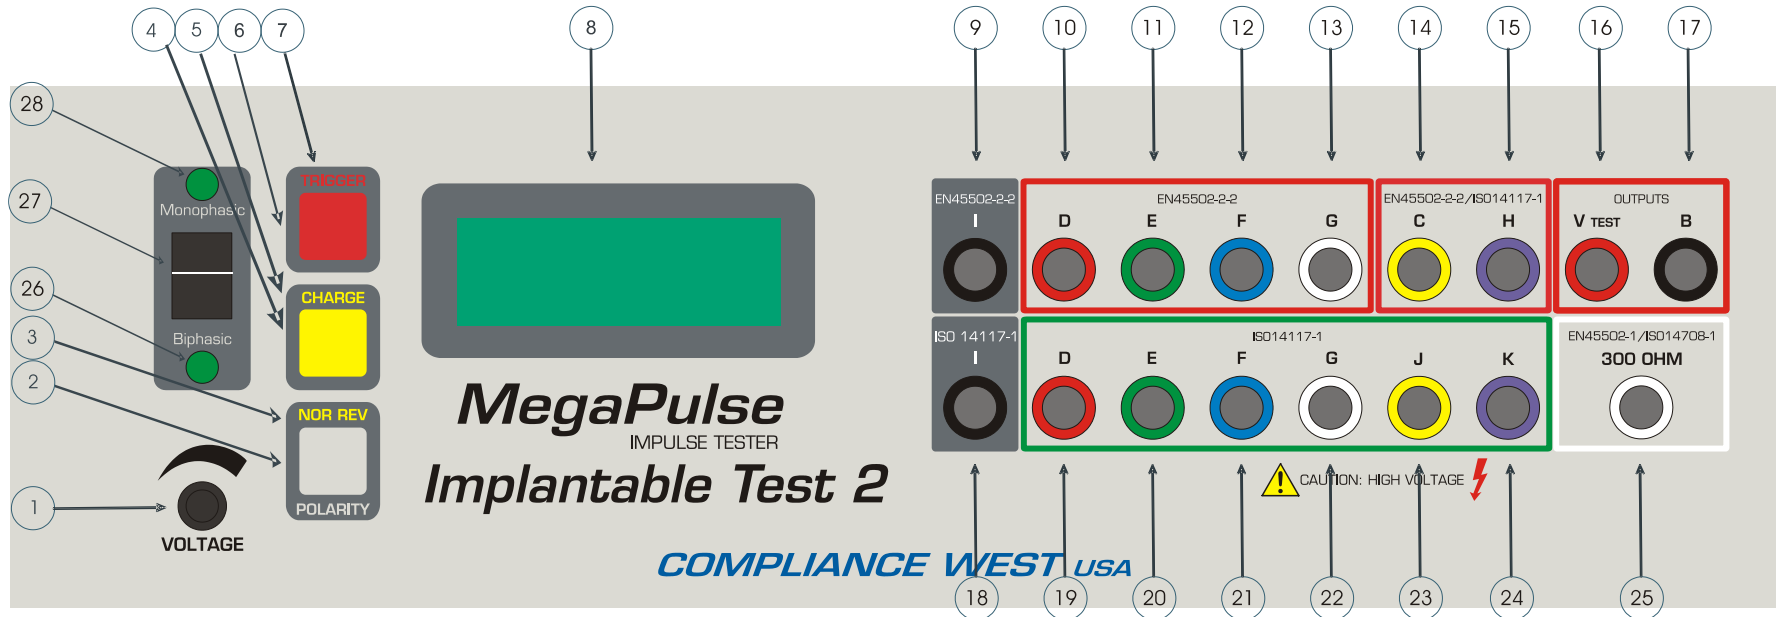 4 5 6 7 8 9 10 11 12 13 14 15 16 17
28
27
26
3
2
1
Monophasic
Biphasic
VOLTAGE
TRIGGER
CHARGE
NOR REV
POLARITY
MegaPulse
IMPULSE TESTER
Implantable Test 2
COMPLIANCE WEST USA
EN45502-2-2
I
EN45502-2-2
D E F G
EN45502-2-2/ISO14117-1
C H
OUTPUTS
V TEST B
ISO 14117-1
I
ISO14117-1
D E F G J K
EN45502-1/ISO14708-1
300 OHM
CAUTION: HIGH VOLTAGE
18 19 20 21 22 23 24 25